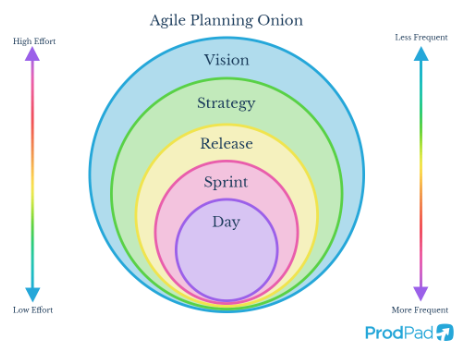 Agile Planning Onion
High Effort
Less Frequent
Vision
Strategy
Release
Sprint
Day
Low Effort
More Frequent
ProdPad